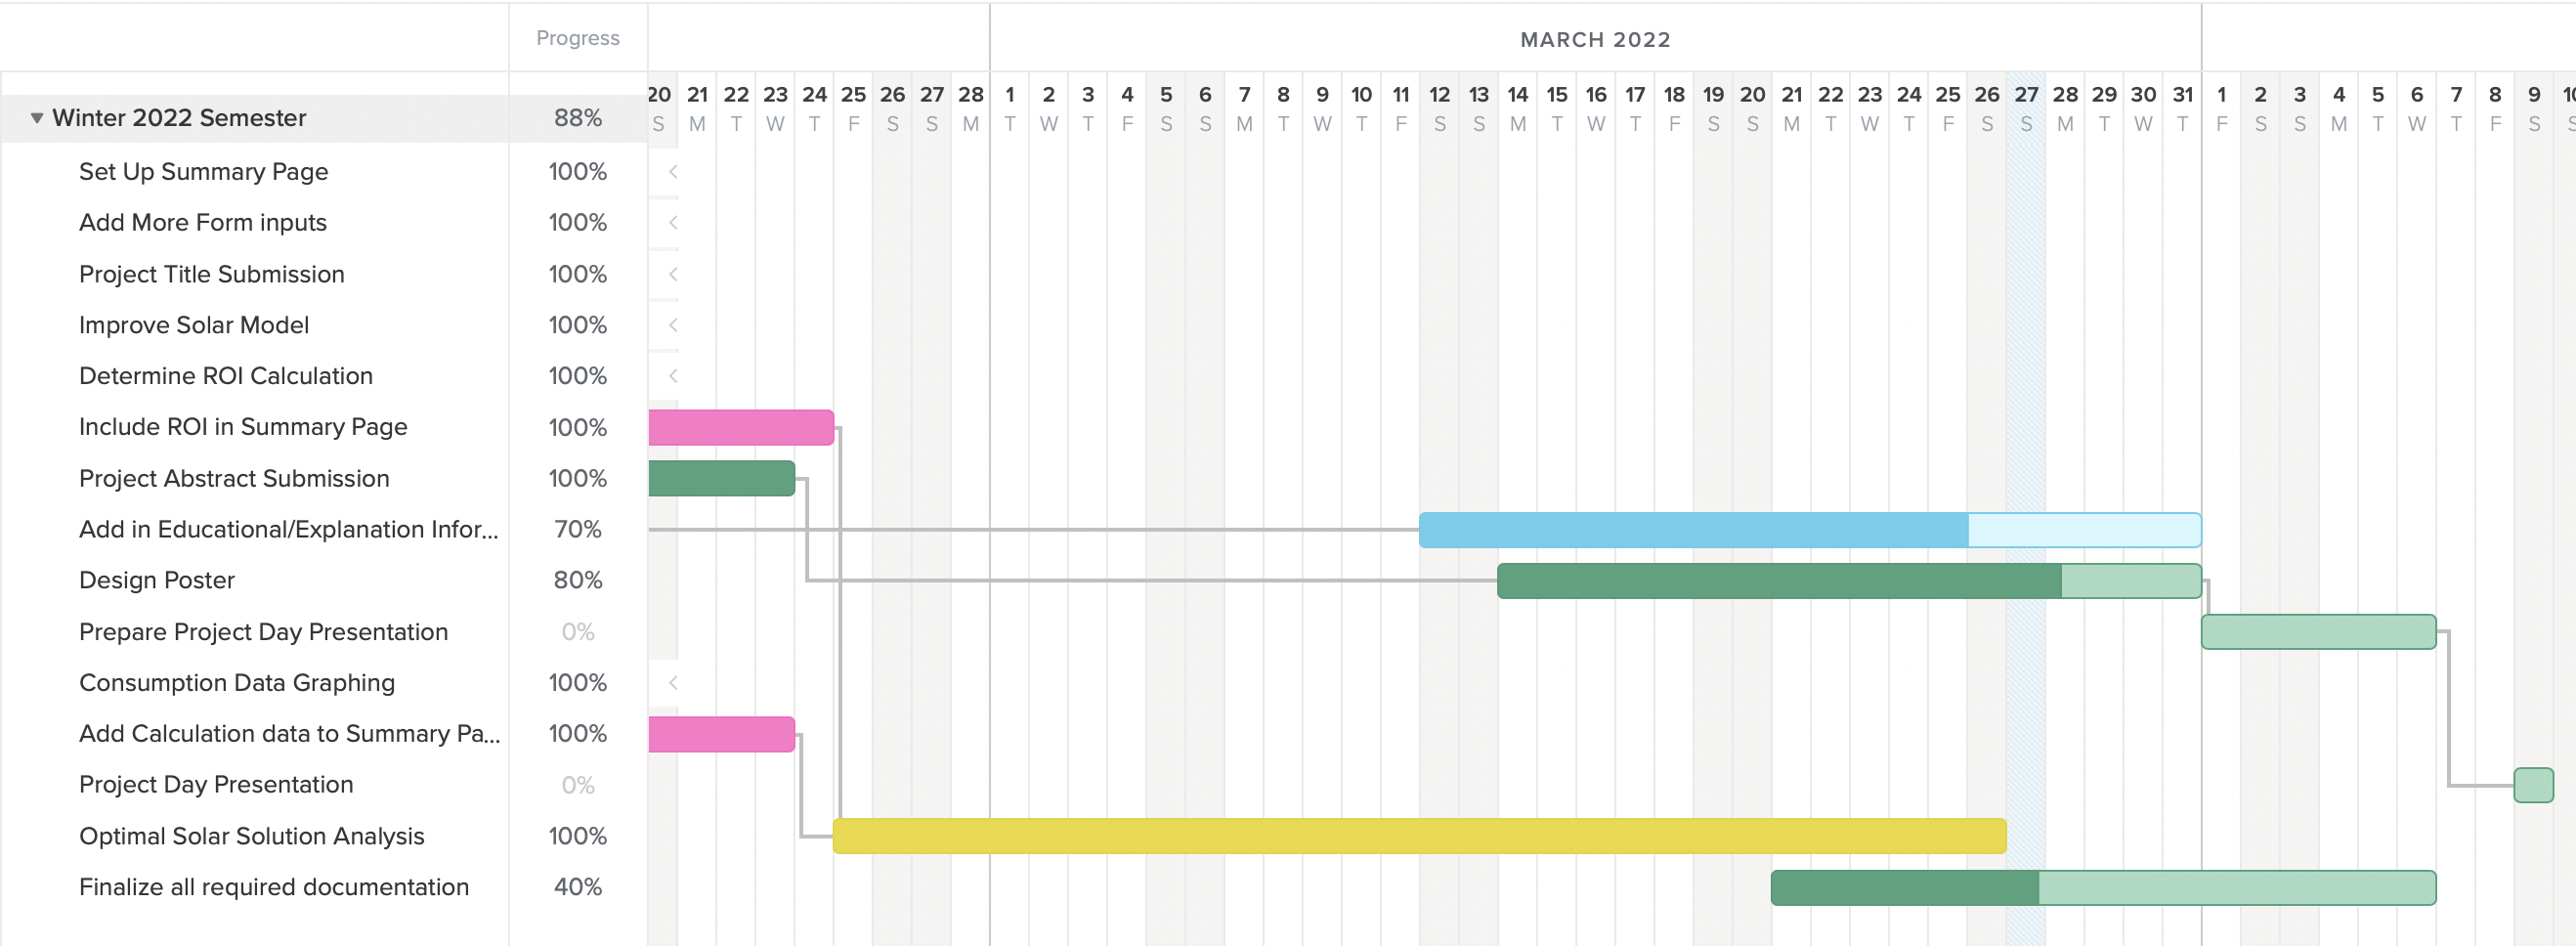 Progress
MARCH 2022
20 21 22 23 24 25 26 27 28 1 2 3 4 5 6 7 8 9 10 11 12 13 14 15 16 17 18 19 20 21 22 23 24 25 26 27 28 29 30 31 1 2 3 4 5 6 7 8 9 10
S M T W T F S S M T W T F S S M T W T F S S M T W T F S S M T W T F S S M T W T F S S M T W T F S S
Winter 2022 Semester 88%
Set Up Summary Page 100%
Add More Form inputs 100%
Project Title Submission 100%
Improve Solar Model 100%
Determine ROI Calculation 100%
Include ROI in Summary Page 100%
Project Abstract Submission 100%
Add in Educational/Explanation Infor... 70%
Design Poster 80%
Prepare Project Day Presentation 0%
Consumption Data Graphing 100%
Add Calculation data to Summary Pa... 100%
Project Day Presentation 0%
Optimal Solar Solution Analysis 100%
Finalize all required documentation 40%